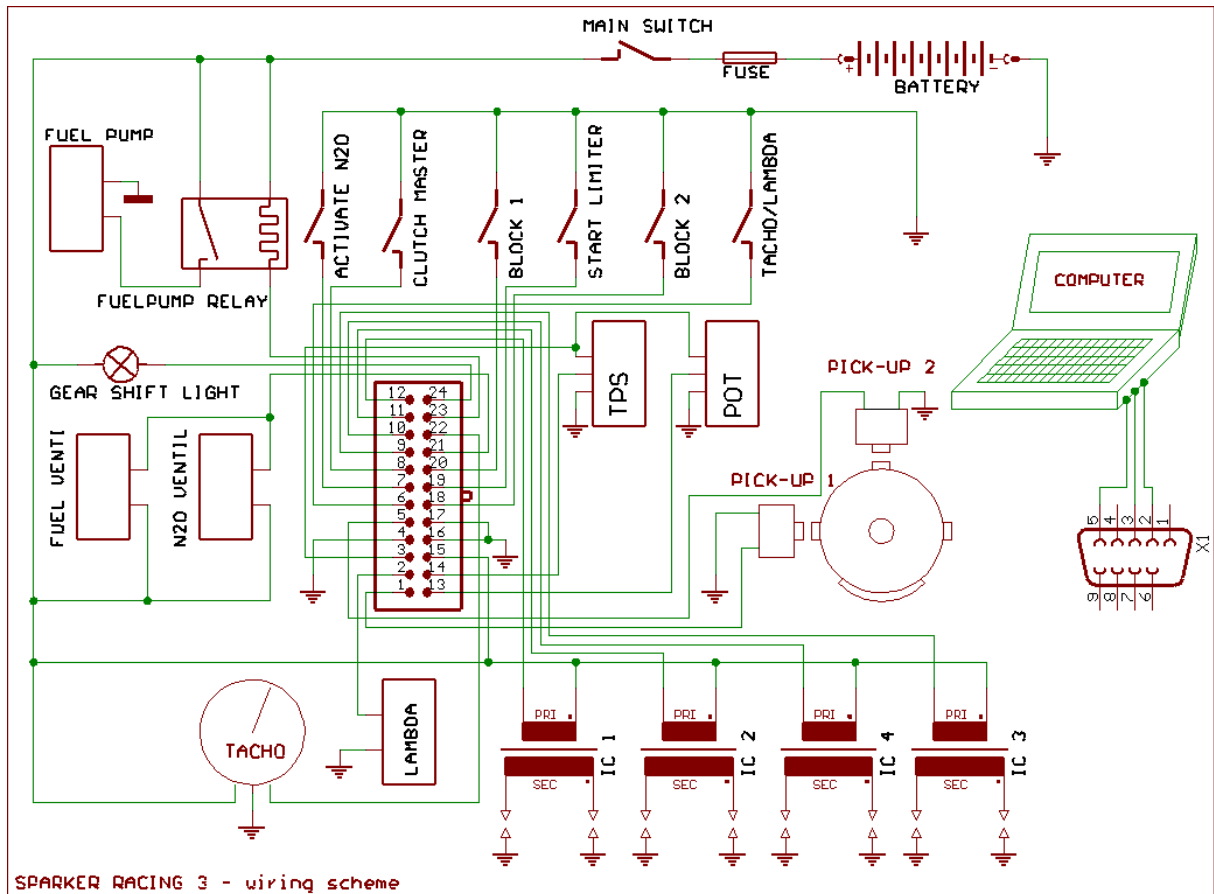 MAIN SWITCH
FUSE
+
-
BATTERY
FUEL PUMP
ACTIVATE N2O
CLUTCH MASTER
BLOCK 1
START LIMITER
BLOCK 2
TACHO/LAMBDA
FUELPUMP RELAY
COMPUTER
GEAR SHIFT LIGHT
TPS
POT
PICK-UP 2
PICK-UP 1
FUEL VENTI
N2O VENTIL
12 24
11 23
10 22
9 21
8 20
7 19
6 18
5 17
4 16
3 15
2 14
1 13
5 4 3 2 1
X1
9 8 7 6
TACHO
LAMBDA
PRI
SEC
IC 1
PRI
SEC
IC 2
PRI
SEC
IC 4
PRI
SEC
IC 3
SPARKER RACING 3 - wiring scheme